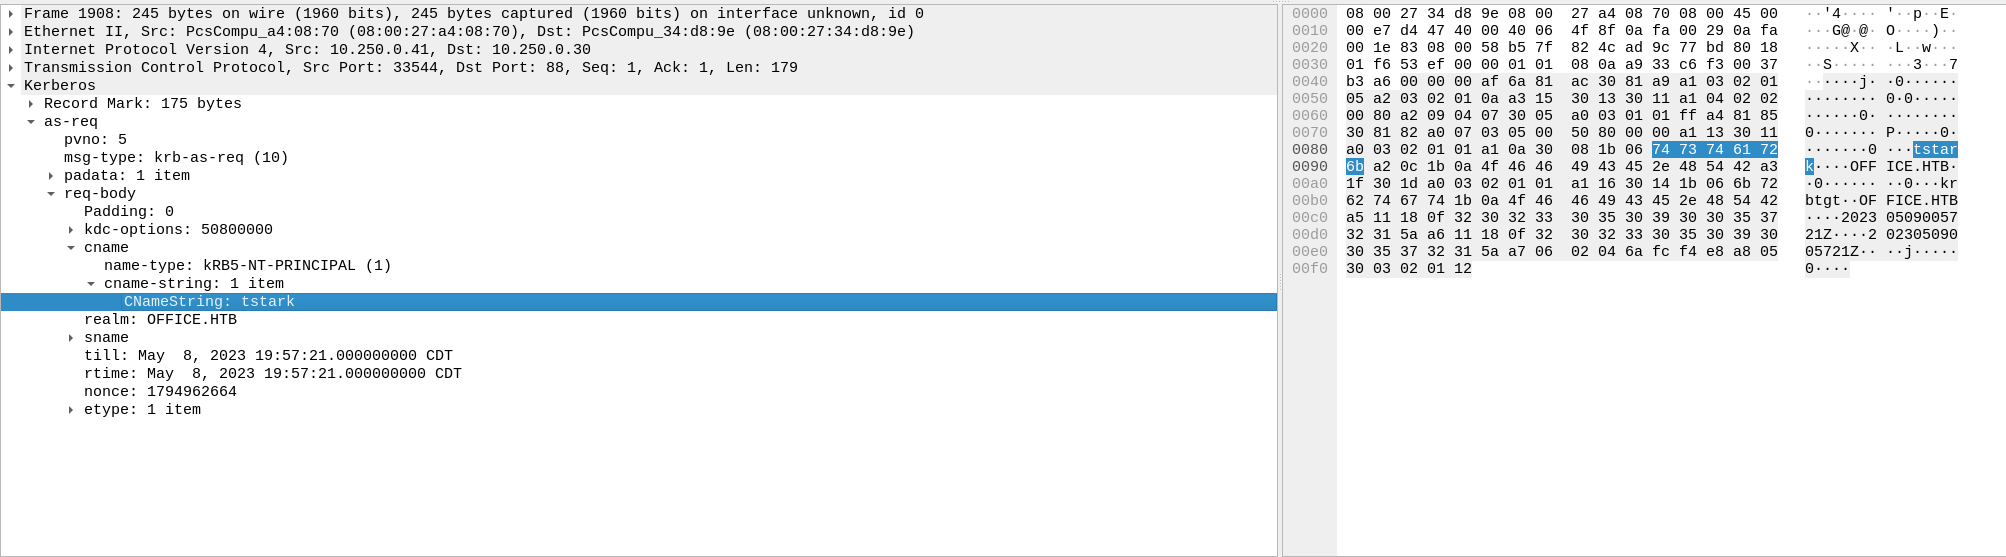 Frame 1908: 245 bytes on wire (1960 bits), 245 bytes captured (1960 bits) on interface unknown, id 0
Ethernet II, Src: PcsCompu_a4:08:70 (08:00:27:a4:08:70), Dst: PcsCompu_34:d8:9e (08:00:27:34:d8:9e)
Internet Protocol Version 4, Src: 10.250.0.41, Dst: 10.250.0.30
Transmission Control Protocol, Src Port: 33544, Dst Port: 88, Seq: 1, Ack: 1, Len: 179
Kerberos
Record Mark: 175 bytes
as-req
pvno: 5
msg-type: krb-as-req (10)
padata: 1 item
req-body
Padding: 0
kdc-options: 50800000
cname
name-type: kRB5-NT-PRINCIPAL (1)
cname-string: 1 item
CNameString: tstark
realm: OFFICE.HTB
sname
till: May  8, 2023 19:57:21.000000000 CDT
rtime: May  8, 2023 19:57:21.000000000 CDT
nonce: 1794962664
etype: 1 item
0000 08 00 27 34 d8 9e 08 00 27 a4 08 70 08 00 45 00 ··'4···· '··p··E·
0010 00 e7 d4 47 40 00 40 06 4f 8f 0a fa 00 29 0a fa ···G@·@· O····)··
0020 00 1e 83 08 00 58 b5 7f 82 4c ad 9c 77 bd 80 18 ·····X·· ·L··w···
0030 01 f6 53 ef 00 00 01 01 08 0a a9 33 c6 f3 00 37 ··S····· ···3···7
0040 b3 a6 00 00 00 af 6a 81 ac 30 81 a9 a1 03 02 01 ······j· ·0······
0050 05 a2 03 02 01 0a a3 15 30 13 30 11 a1 04 02 02 ········ 0·0·····
0060 00 80 a2 09 04 07 30 05 a0 03 01 01 ff a4 81 85 ······0· ········
0070 30 81 82 a0 07 03 05 00 50 80 00 00 a1 13 30 11 0······· P·····0·
0080 a0 03 02 01 01 a1 0a 30 08 1b 06 74 73 74 61 72 ·······0 ···tstar
0090 6b a2 0c 1b 0a 4f 46 46 49 43 45 2e 48 54 42 a3 k····OFF ICE.HTB·
00a0 1f 30 1d a0 03 02 01 01 a1 16 30 14 1b 06 6b 72 ·0······ ··0···kr
00b0 62 74 67 74 1b 0a 4f 46 46 49 43 45 2e 48 54 42 btgt··OF FICE.HTB
00c0 a5 11 18 0f 32 30 32 33 30 35 30 39 30 30 35 37 ····2023 05090057
00d0 32 31 5a a6 11 18 0f 32 30 32 33 30 35 30 39 30 21Z····2 02305090
00e0 30 35 37 32 31 5a a7 06 02 04 6a fc f4 e8 a8 05 05721Z·· ··j·····
00f0 30 03 02 01 12 0····